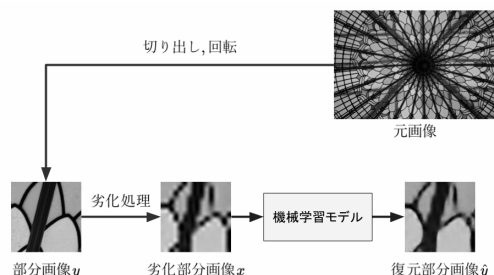 切り出し,回転
元画像
劣化処理
機械学習モデル
部分画像y
劣化部分画像x
復元部分画像ŷ